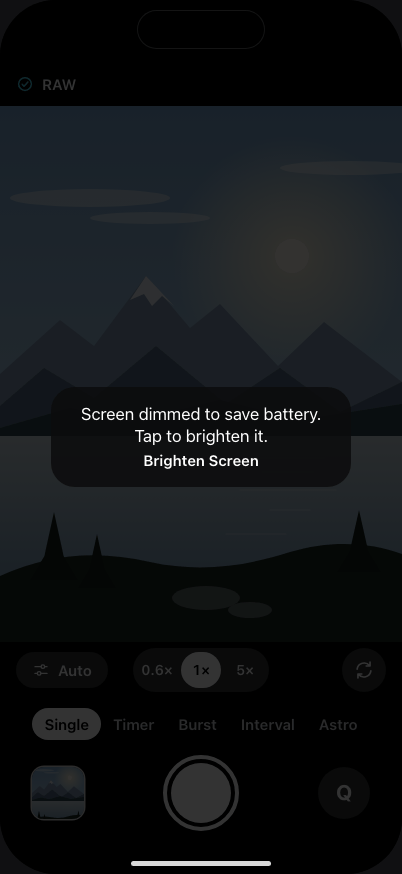 RAW
Screen dimmed to save battery.
Tap to brighten it.
Brighten Screen
Auto
0.6× 1× 5×
Single Timer Burst Interval Astro
Q